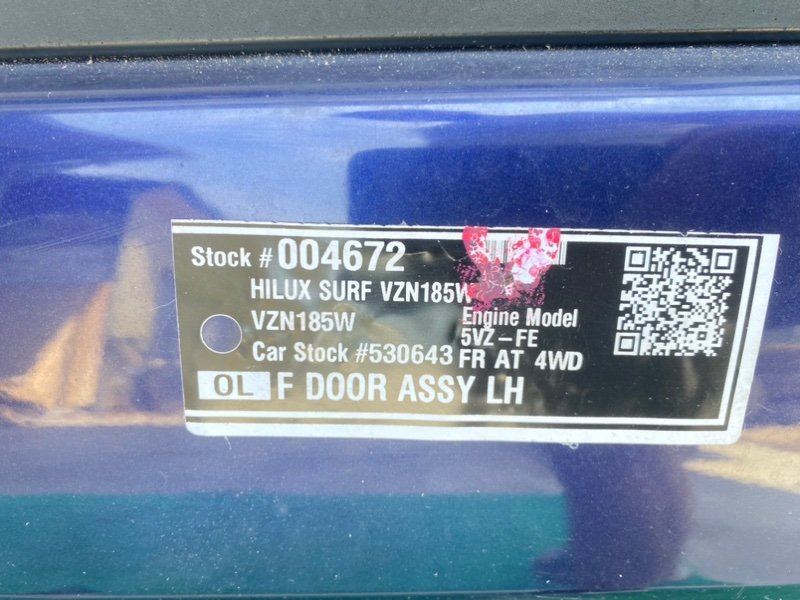 Stock # 004672
HILUX SURF VZN185W
VZN185W
Engine Model
5VZ-FE
Car Stock #530643 FR AT 4WD
OL F DOOR ASSY LH